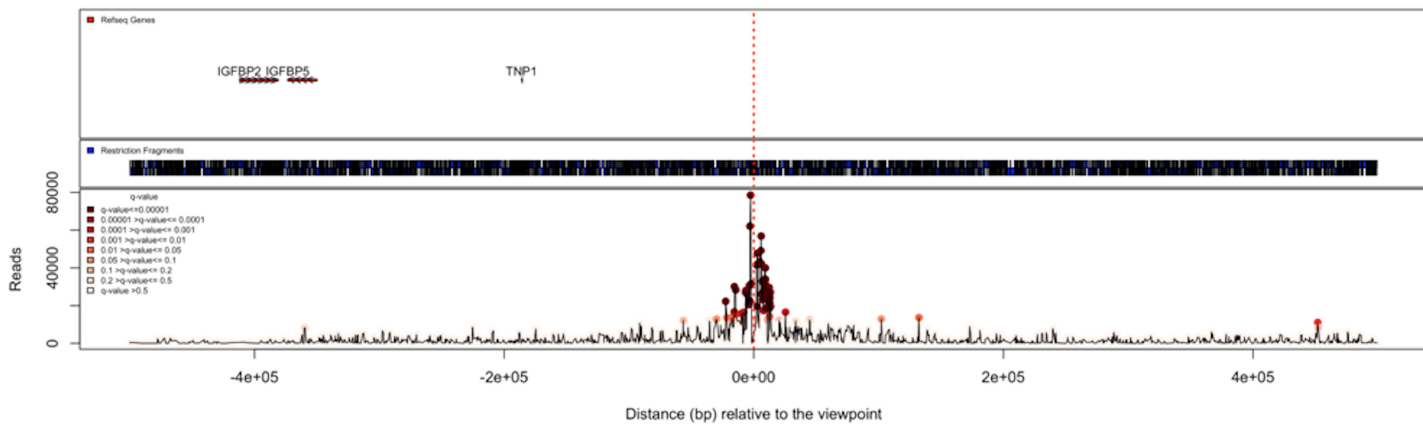 Refseq Genes
IGFBP2 IGFBP5
TNP1
Restriction Fragments
80000
40000
0
Reads
q-value
q-value<=0.00001
0.00001 >q-value<= 0.0001
0.0001 >q-value<= 0.001
0.001 >q-value<= 0.01
0.01 >q-value<= 0.05
0.05 >q-value<= 0.1
0.1 >q-value<= 0.2
0.2 >q-value<= 0.5
q-value >0.5
-4e+05 -2e+05 0e+00 2e+05 4e+05
Distance (bp) relative to the viewpoint